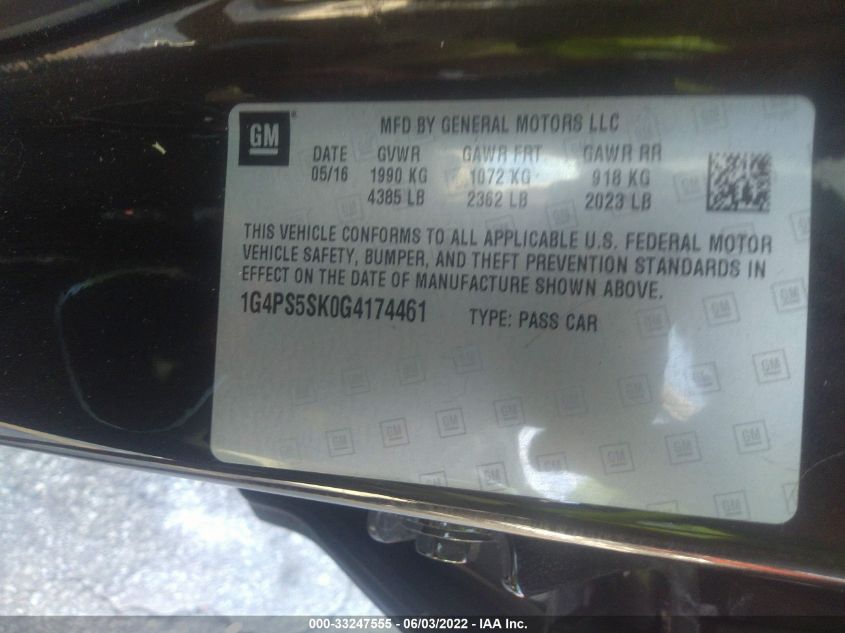 GM®
MFD BY GENERAL MOTORS LLC
DATE GVWR GAWR FRT GAWR RR
05/16 1990 KG 1072 KG 918 KG
4385 LB 2362 LB 2023 LB
THIS VEHICLE CONFORMS TO ALL APPLICABLE U.S. FEDERAL MOTOR
VEHICLE SAFETY, BUMPER, AND THEFT PREVENTION STANDARDS IN
EFFECT ON THE DATE OF MANUFACTURE SHOWN ABOVE.
1G4PS5SK0G4174461 TYPE: PASS CAR
000-33247555 - 06/03/2022 - IAA Inc.